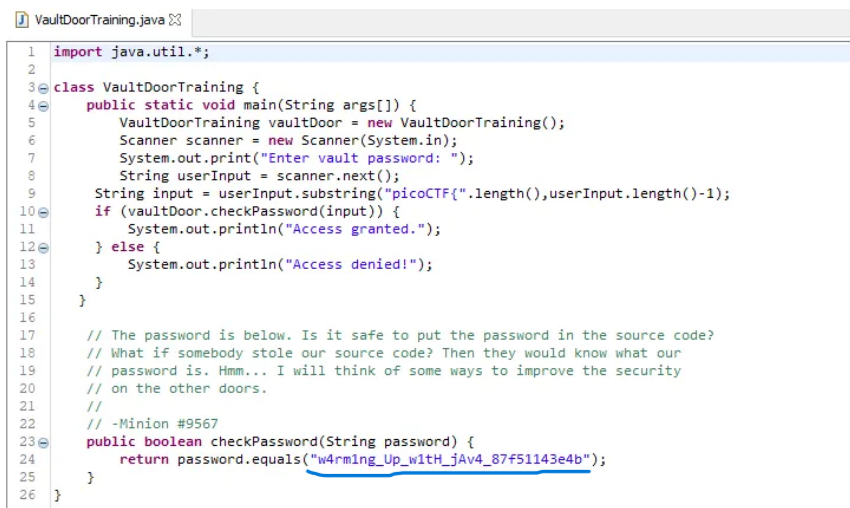 VaultDoorTraining.java
1 import java.util.*;
2
3 class VaultDoorTraining {
4 public static void main(String args[]) {
5 VaultDoorTraining vaultDoor = new VaultDoorTraining();
6 Scanner scanner = new Scanner(System.in);
7 System.out.print("Enter vault password: ");
8 String userInput = scanner.next();
9 String input = userInput.substring("picoCTF{".length(),userInput.length()-1);
10 if (vaultDoor.checkPassword(input)) {
11 System.out.println("Access granted.");
12 } else {
13 System.out.println("Access denied!");
14 }
15 }
16
17 // The password is below. Is it safe to put the password in the source code?
18 // What if somebody stole our source code? Then they would know what our
19 // password is. Hmm... I will think of some ways to improve the security
20 // on the other doors.
21 //
22 // -Minion #9567
23 public boolean checkPassword(String password) {
24 return password.equals("w4rm1ng_Up_w1tH_jAv4_87f51143e4b");
25 }
26 }